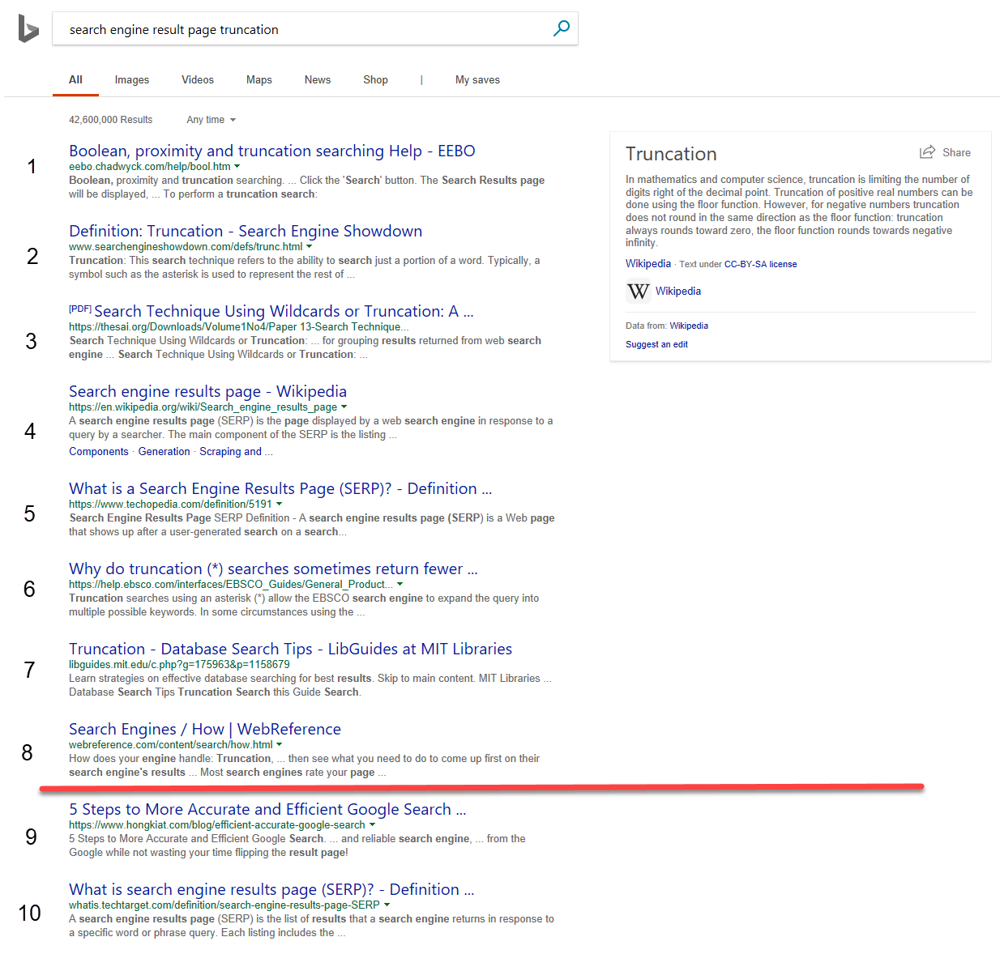 search engine result page truncation
All Images Videos Maps News Shop | My saves
42,600,000 Results Any time
1
Boolean, proximity and truncation searching Help - EEBO
eebo.chadwyck.com/help/bool.htm
Boolean, proximity and truncation searching. ... Click the 'Search' button. The Search Results page
will be displayed, ... To perform a truncation search:
2
Definition: Truncation - Search Engine Showdown
www.searchengineshowdown.com/defs/trunc.html
Truncation: This search technique refers to the ability to search just a portion of a word. Typically, a
symbol such as the asterisk is used to represent the rest of ...
3
[PDF] Search Technique Using Wildcards or Truncation: A ...
https://thesai.org/Downloads/Volume1No4/Paper 13-Search Technique...
Search Technique Using Wildcards or Truncation: ... for grouping results returned from web search
engine ... Search Technique Using Wildcards or Truncation: ...
4
Search engine results page - Wikipedia
https://en.wikipedia.org/wiki/Search_engine_results_page
A search engine results page (SERP) is the page displayed by a web search engine in response to a
query by a searcher. The main component of the SERP is the listing ...
Components · Generation · Scraping and ...
5
What is a Search Engine Results Page (SERP)? - Definition ...
https://www.techopedia.com/definition/5191
Search Engine Results Page SERP Definition - A search engine results page (SERP) is a Web page
that shows up after a user-generated search on a search...
6
Why do truncation (*) searches sometimes return fewer ...
https://help.ebsco.com/interfaces/EBSCO_Guides/General_Product...
Truncation searches using an asterisk (*) allow the EBSCO search engine to expand the query into
multiple possible keywords. In some circumstances using the ...
7
Truncation - Database Search Tips - LibGuides at MIT Libraries
libguides.mit.edu/c.php?g=175963&p=1158679
Learn strategies on effective database searching for best results. Skip to main content. MIT Libraries ...
Database Search Tips Truncation Search this Guide Search.
8
Search Engines / How | WebReference
webreference.com/content/search/how.html
How does your engine handle: Truncation, ... then see what you need to do to come up first on their
search engine's results ... Most search engines rate your page ...
9
5 Steps to More Accurate and Efficient Google Search ...
https://www.hongkiat.com/blog/efficient-accurate-google-search
5 Steps to More Accurate and Efficient Google Search. ... and reliable search engine, ... from the
Google while not wasting your time flipping the result page!
10
What is search engine results page (SERP)? - Definition ...
whatis.techtarget.com/definition/search-engine-results-page-SERP
A search engine results page (SERP) is the list of results that a search engine returns in response to
a specific word or phrase query. Each listing includes the ...
Truncation
Share
In mathematics and computer science, truncation is limiting the number of
digits right of the decimal point. Truncation of positive real numbers can be
done using the floor function. However, for negative numbers truncation
does not round in the same direction as the floor function: truncation
always rounds toward zero, the floor function rounds towards negative
infinity.
Wikipedia · Text under CC-BY-SA license
W Wikipedia
Data from: Wikipedia
Suggest an edit